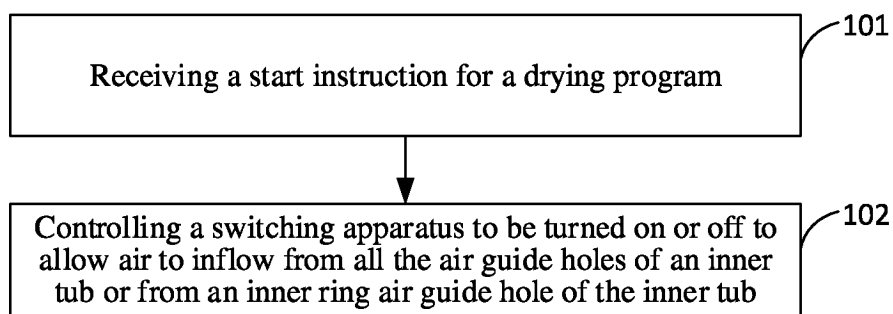 101
Receiving a start instruction for a drying program
102
Controlling a switching apparatus to be turned on or off to
allow air to inflow from all the air guide holes of an inner
tub or from an inner ring air guide hole of the inner tub